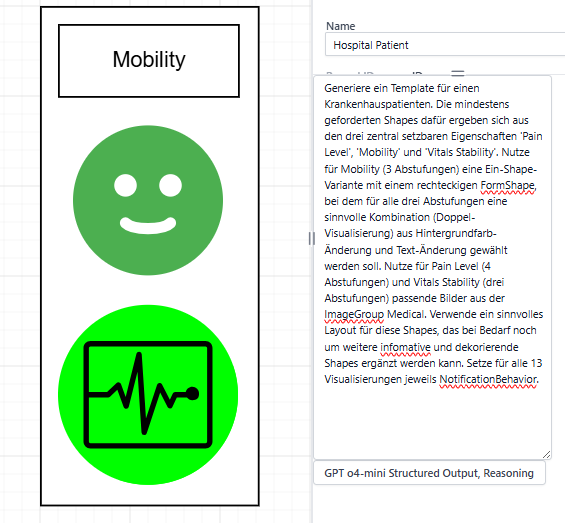 Mobility
Name
Hospital Patient
Generiere ein Template für einen
Krankenhauspatienten. Die mindestens
geforderten Shapes dafür ergeben sich aus
den drei zentral setzbaren Eigenschaften 'Pain
Level', 'Mobility' und 'Vitals Stability'. Nutze
für Mobility (3 Abstufungen) eine Ein-Shape-
Variante mit einem rechteckigen FormShape,
bei dem für alle drei Abstufungen eine
sinnvolle Kombination (Doppel-
Visualisierung) aus Hintergrundfarb-
Änderung und Text-Änderung gewählt
werden soll. Nutze für Pain Level (4
Abstufungen) und Vitals Stability (drei
Abstufungen) passende Bilder aus der
ImageGroup Medical. Verwende ein sinnvolles
Layout für diese Shapes, das bei Bedarf noch
um weitere infomative und dekorierende
Shapes ergänzt werden kann. Setze für alle 13
Visualisierungen jeweils NotificationBehavior.
GPT o4-mini Structured Output, Reasoning